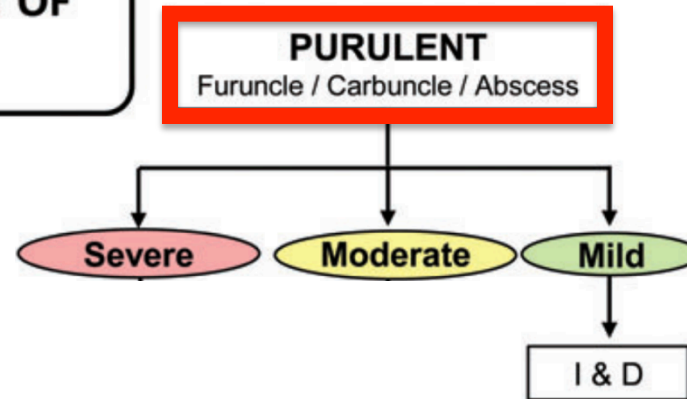 OF
PURULENT
Furuncle / Carbuncle / Abscess
Severe
Moderate
Mild
I & D